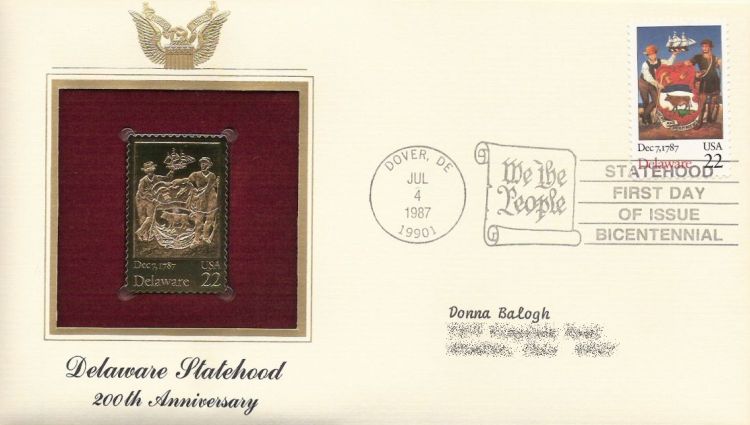 Dec 7, 1787 USA
Delaware 22
Delaware Statehood
200th Anniversary
Dec 7, 1787 USA
Delaware 22
DOVER, DE
JUL
4
1987
19901
We the
People
STATEHOOD
FIRST DAY
OF ISSUE
BICENTENNIAL
Donna Balogh